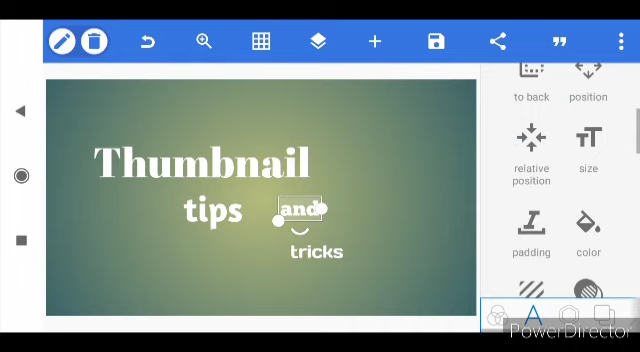 to back
position
Thumbnail
relative position
size
tips
and
tricks
padding
color
PowerDirector